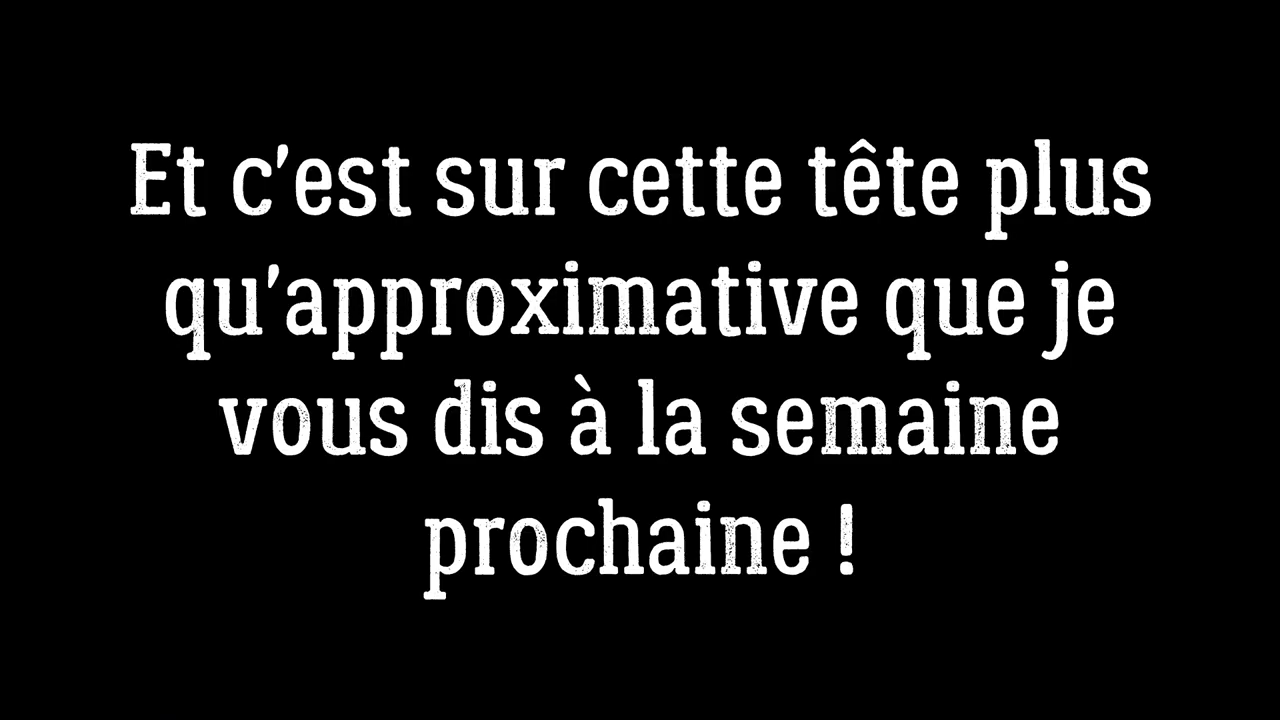 Et c'est sur cette tête plus
qu'approximative que je
vous dis à la semaine
prochaine !